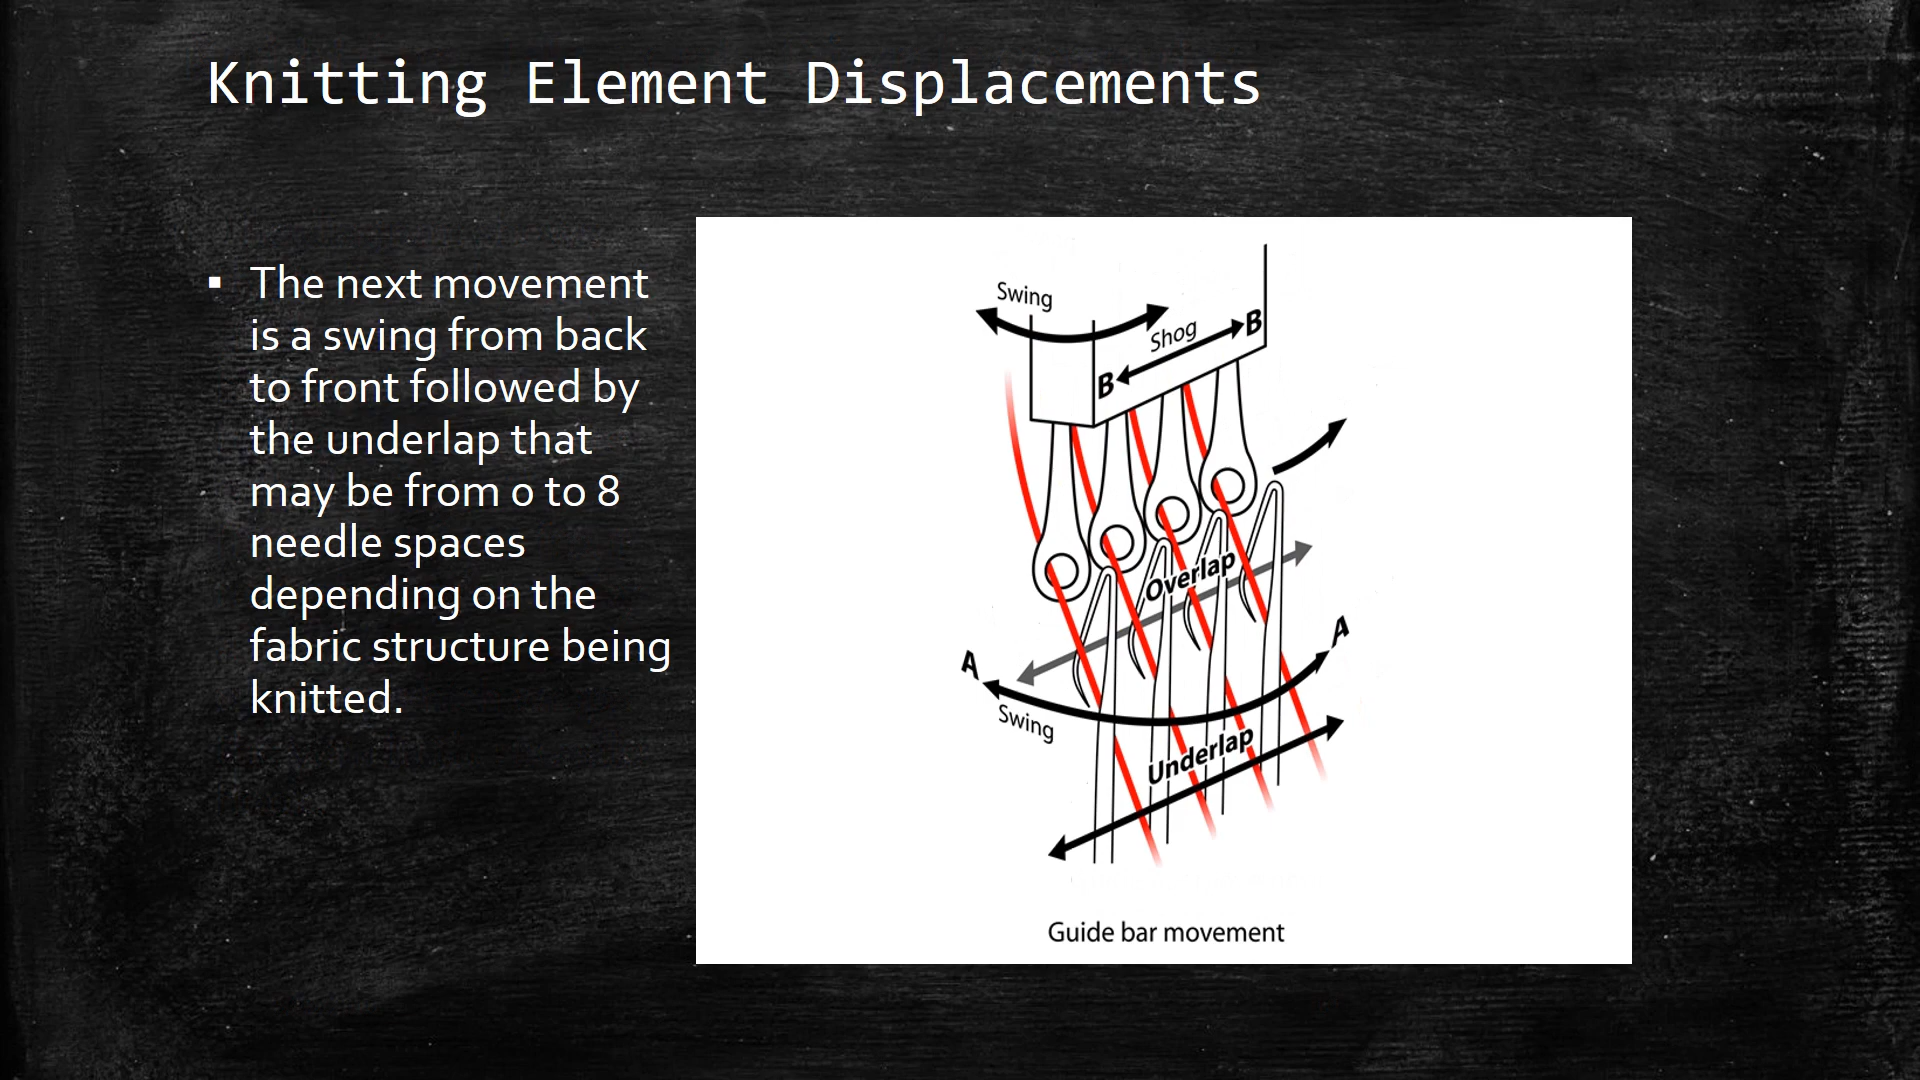 Knitting Element Displacements
▪ The next movement
is a swing from back
to front followed by
the underlap that
may be from 0 to 8
needle spaces
depending on the
fabric structure being
knitted.
Swing
Shog
B
B
Overlap
A
A
Swing
Underlap
Guide bar movement